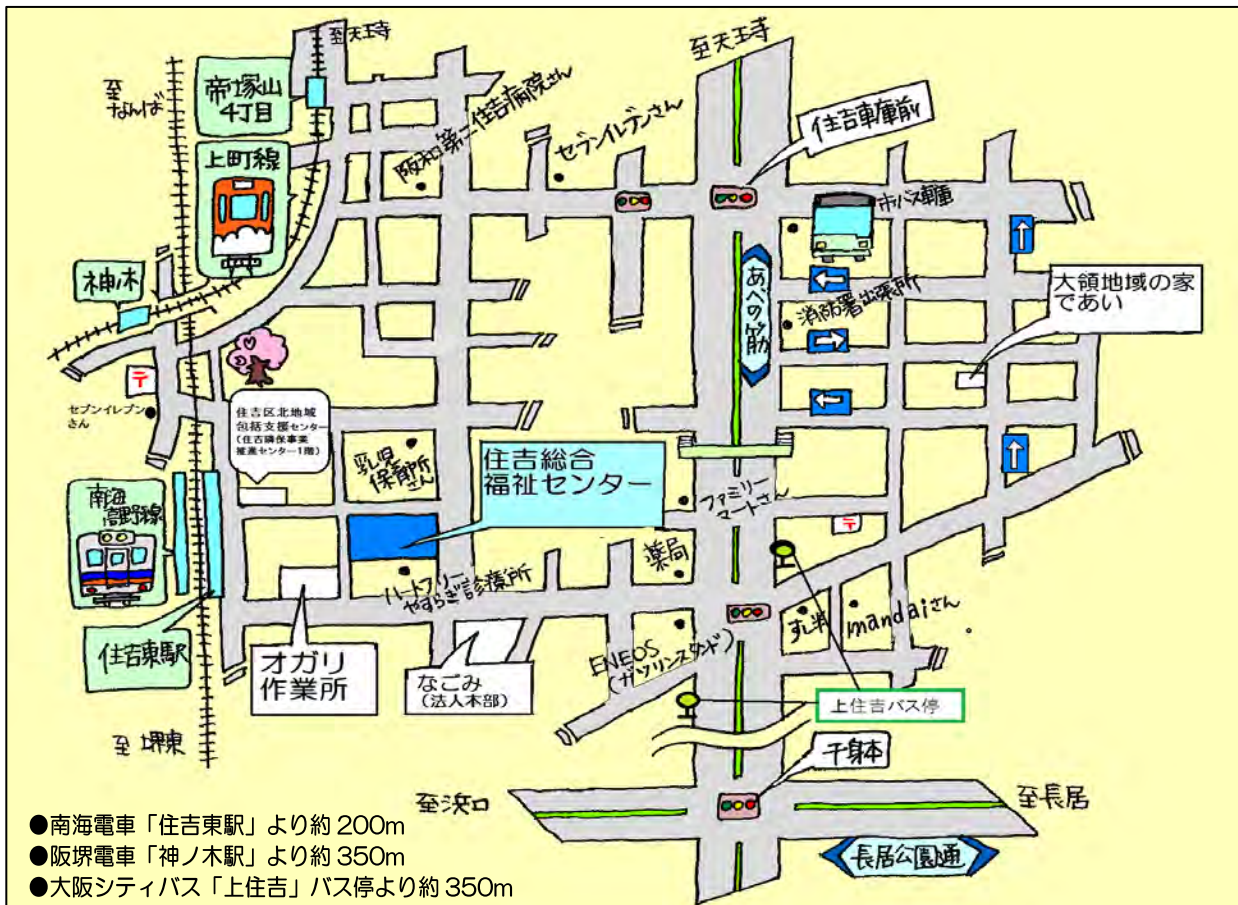 至天王寺
至天王寺
至
なんば
帝塚山
4丁目
上町線
阪和第二住吉病院さん
セブンイレブンさん
住吉車庫前
市バス車庫
神ノ木
あべの筋
消防署出張所
大領地域の家
であい
〒
セブンイレブン
さん
住吉区北地域
包括支援センター
(住吉隣保事業
推進センター1階)
乳児
保育所
さん
住吉総合
福祉センター
ファミリー
マートさん
〒
南海
高野線
薬局
ハートフリー
やすらぎ診療所
住吉東駅
オガリ
作業所
なごみ
(法人本部)
ENEOS
(ガソリンスタンド)
すし半
mandaiさん
上住吉バス停
至 堺東
千身本
至浜口
至長居
長居公園通
●南海電車「住吉東駅」より約200m
●阪堺電車「神ノ木駅」より約350m
●大阪シティバス「上住吉」バス停より約350m